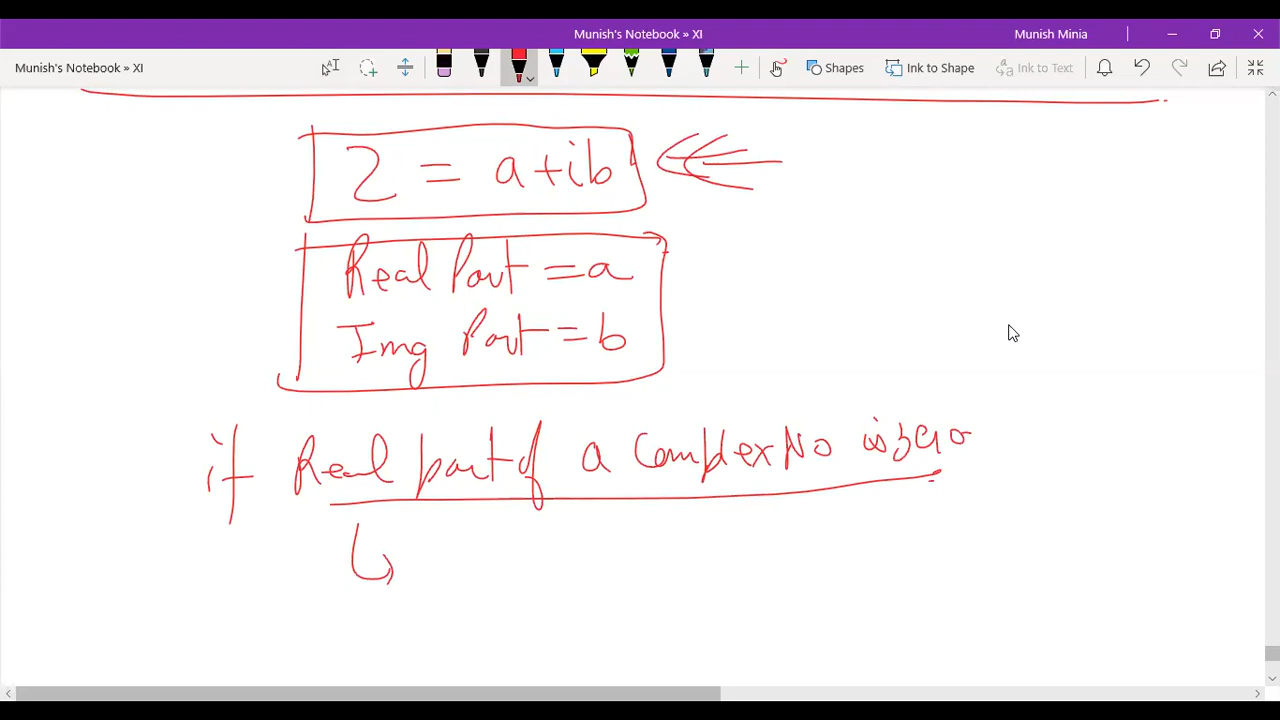 Munish's Notebook » XI
Munish Minia
Munish's Notebook » XI
Shapes
Ink to Shape
Ink to Text
Z = a+ib
Real Part = a
Img Part = b
if Real part of a Complex No is zero